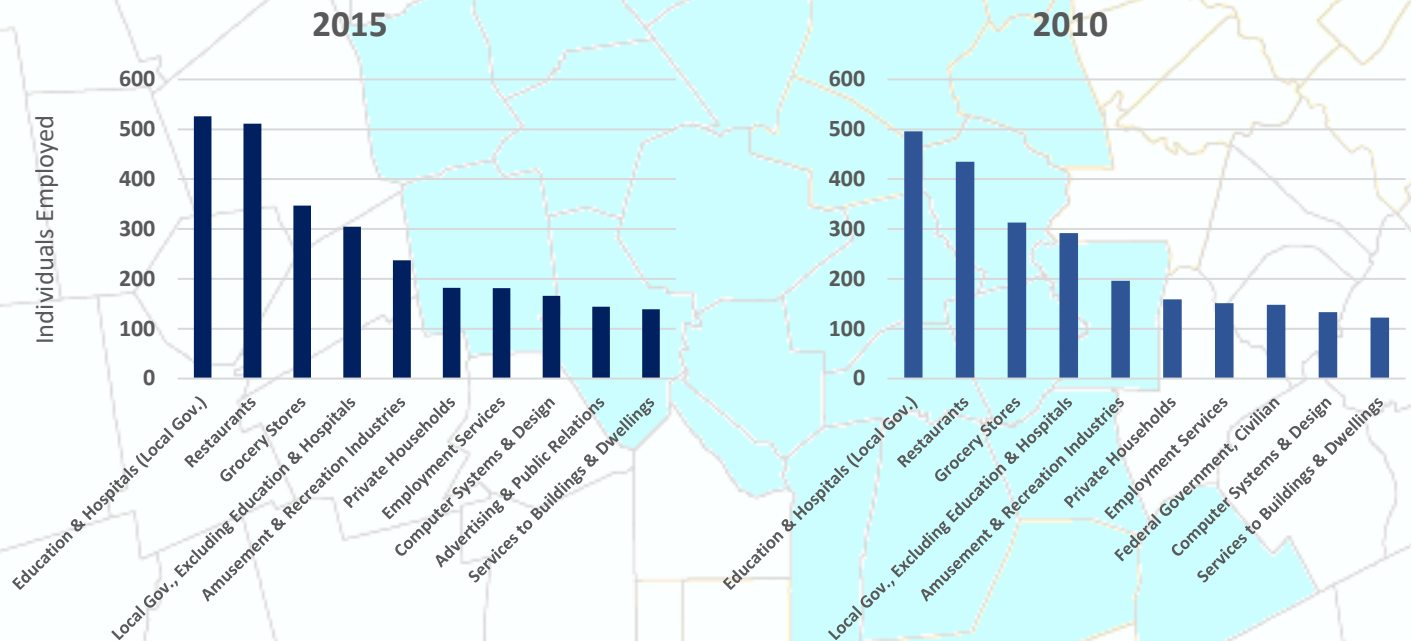 2015
600
500
400
300
200
100
0
Individuals Employed
Education & Hospitals (Local Gov.)
Restaurants
Grocery Stores
Local Gov., Excluding Education & Hospitals
Amusement & Recreation Industries
Private Households
Employment Services
Computer Systems & Design
Advertising & Public Relations
Services to Buildings & Dwellings
2010
600
500
400
300
200
100
0
Education & Hospitals (Local Gov.)
Restaurants
Grocery Stores
Local Gov., Excluding Education & Hospitals
Amusement & Recreation Industries
Private Households
Employment Services
Federal Government, Civilian
Computer Systems & Design
Services to Buildings & Dwellings